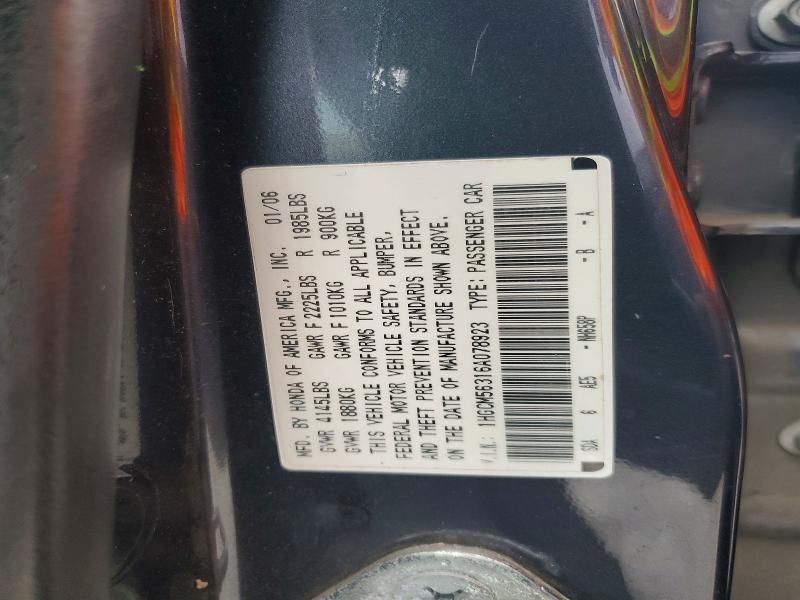 MFD. BY HONDA OF AMERICA MFG., INC. 01/06
GVWR 4145LBS GAWR F 2225LBS R 1985LBS
GVWR 1880KG GAWR F 1010KG R 900KG
THIS VEHICLE CONFORMS TO ALL APPLICABLE
FEDERAL MOTOR VEHICLE SAFETY, BUMPER,
AND THEFT PREVENTION STANDARDS IN EFFECT
ON THE DATE OF MANUFACTURE SHOWN ABOVE.
V.I.N.: 1HGCM56316A078923 TYPE: PASSENGER CAR
SDA 6 AE5 *NH658P *B *A